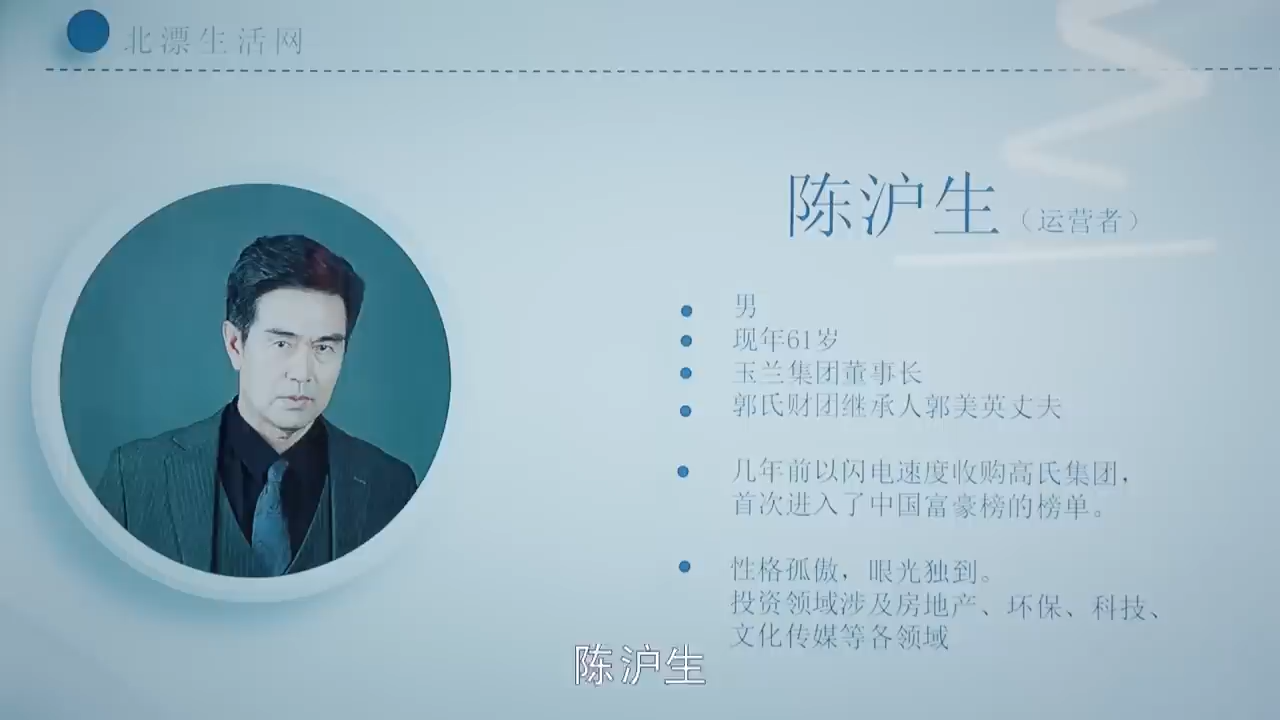 北漂生活网
陈沪生（运营者）
男
现年61岁
玉兰集团董事长
郭氏财团继承人郭美英丈夫
几年前以闪电速度收购高氏集团，
首次进入了中国富豪榜的榜单。
性格孤傲，眼光独到。
投资领域涉及房地产、环保、科技、
文化传媒等各领域
陈沪生